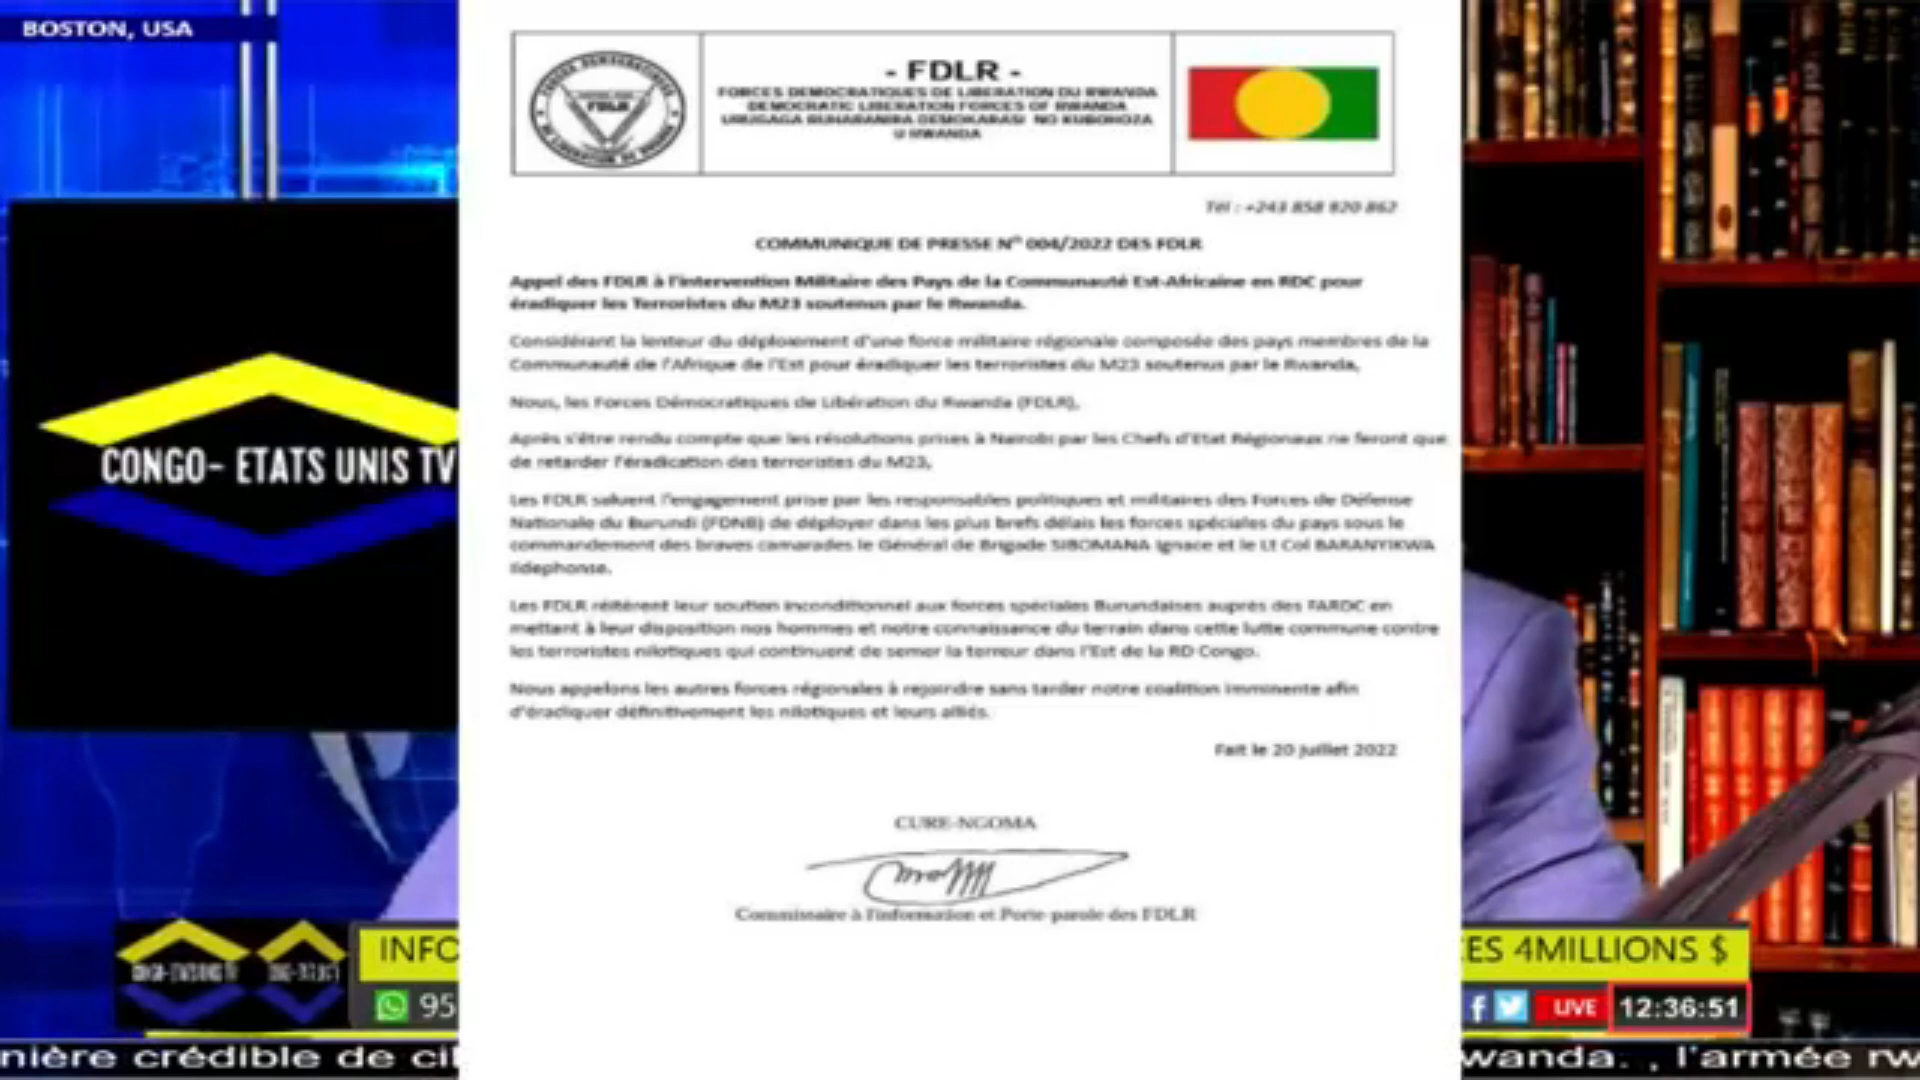 BOSTON, USA
- FDLR -
FORCES DEMOCRATIQUES DE LIBERATION DU RWANDA
DEMOCRATIC LIBERATION FORCES OF RWANDA
URUGAGA RUHARANIRA DEMOKARASI NO KUBOHOZA
U RWANDA
FDLR
Tél : +243 858 920 862
COMMUNIQUE DE PRESSE N° 004/2022 DES FDLR
Appel des FDLR à l'intervention Militaire des Pays de la Communauté Est-Africaine en RDC pour
éradiquer les Terroristes du M23 soutenus par le Rwanda.
Considérant la lenteur du déploiement d'une force militaire régionale composée des pays membres de la
Communauté de l'Afrique de l'Est pour éradiquer les terroristes du M23 soutenus par le Rwanda,
Nous, les Forces Démocratiques de Libération du Rwanda (FDLR),
Après s'être rendu compte que les résolutions prises à Nairobi par les Chefs d'Etat Régionaux ne feront que
de retarder l'éradication des terroristes du M23,
Les FDLR saluent l'engagement prise par les responsables politiques et militaires des Forces de Défense
Nationale du Burundi (FDNB) de déployer dans les plus brefs délais les forces spéciales du pays sous le
commandement des braves camarades le Général de Brigade SIBOMANA Ignace et le Lt Col BARANYIKWA
Ildephonse.
Les FDLR réitèrent leur soutien inconditionnel aux forces spéciales Burundaises auprès des FARDC en
mettant à leur disposition nos hommes et notre connaissance du terrain dans cette lutte commune contre
les terroristes nilotiques qui continuent de semer la terreur dans l'Est de la RD Congo.
Nous appelons les autres forces régionales à rejoindre sans tarder notre coalition imminente afin
d'éradiquer définitivement les nilotiques et leurs alliés.
Fait le 20 juillet 2022
CURE-NGOMA
Commissaire à l'information et Porte-parole des FDLR
CONGO- ETATS UNIS TV
INFO
ES 4MILLIONS $
95
LIVE
12:36:51
nière crédible de ci
wanda. , l'armée rw